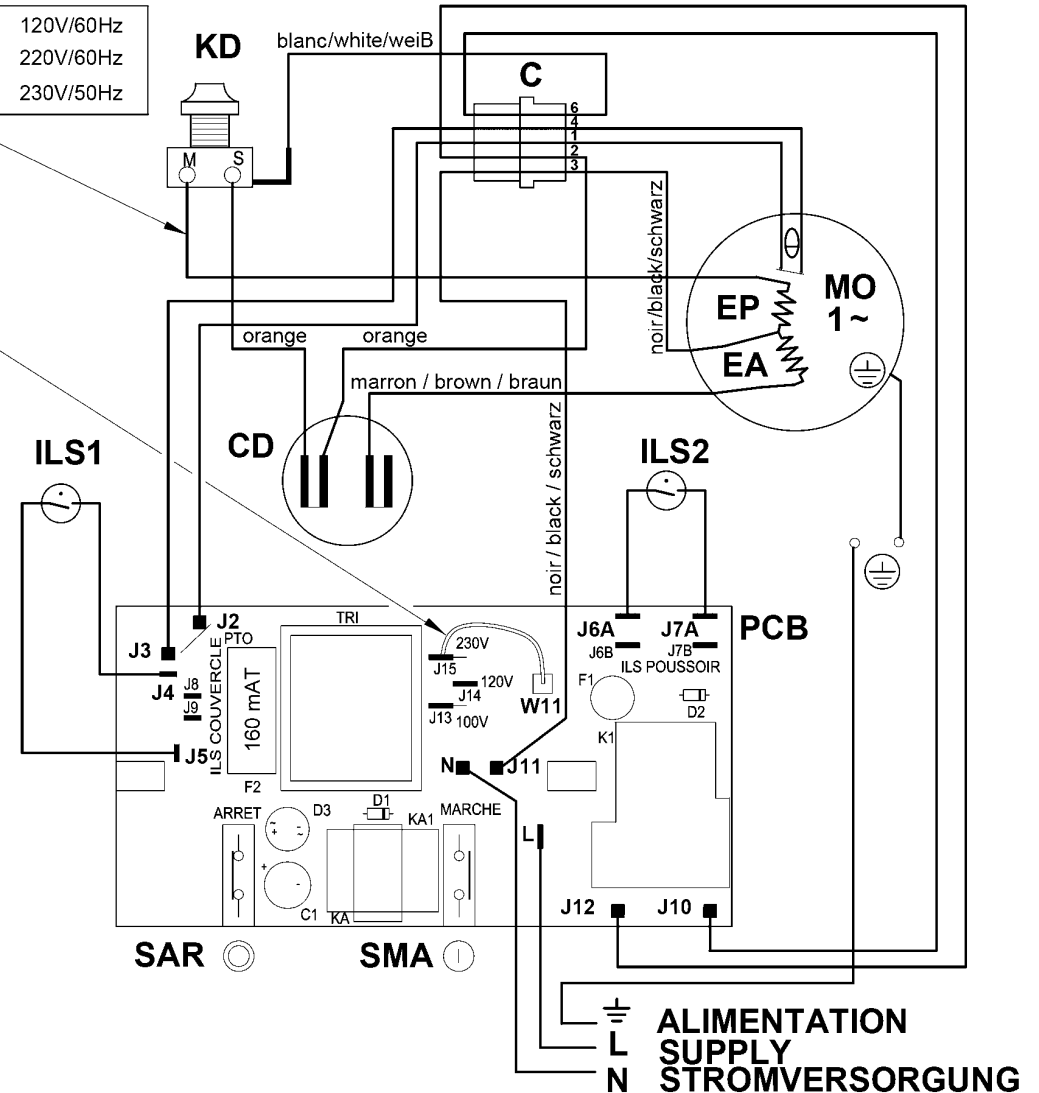 120V/60Hz
220V/60Hz
230V/50Hz
KD
blanc/white/weiB
C
6
4
1
2
3
M S
noir/black/schwarz
MO
1~
EP
EA
orange
orange
marron / brown / braun
CD
ILS1
ILS2
noir / black / schwarz
J2
PTO
TRI
J3
J4
J8
J9
J5
ILS COUVERCLE
160 mAT
F2
230V
J15
120V
J14
J13
100V
W11
J6A
J7A
PCB
J6B
J7B
ILS POUSSOIR
F1
D2
K1
N
J11
ARRET
D3
D1
KA1
MARCHE
L
- + ~
+
-
C1
KA
J12
J10
SAR
SMA
ALIMENTATION
L SUPPLY
N STROMVERSORGUNG